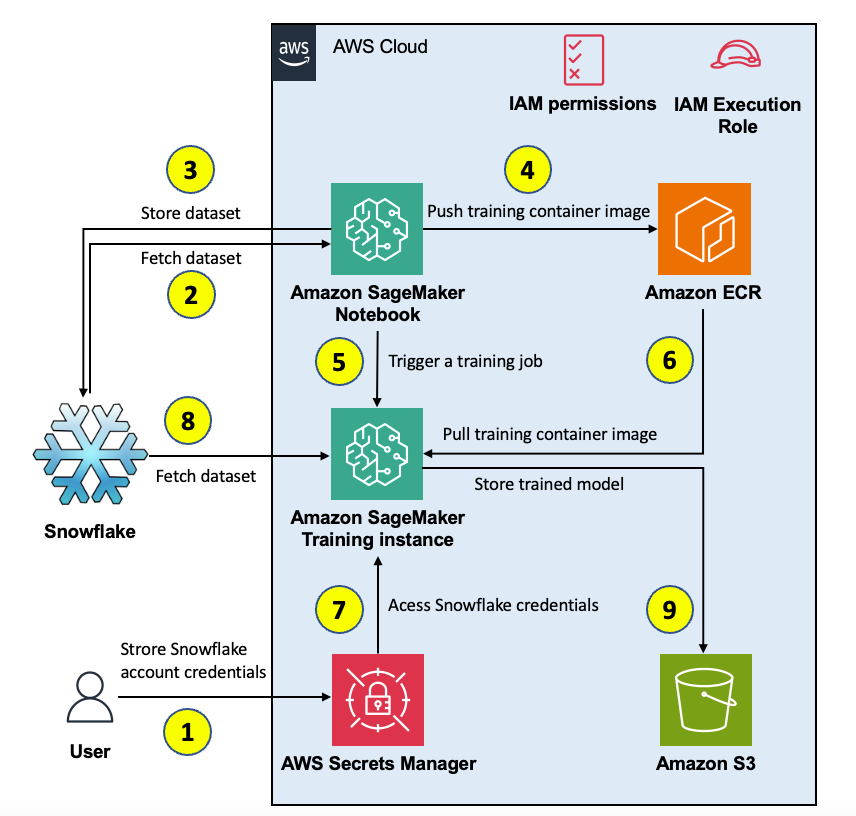 aws
AWS Cloud
IAM permissions
IAM Execution
Role
3
Store dataset
Fetch dataset
2
4
Push training container image
Amazon SageMaker
Notebook
Amazon ECR
5
Trigger a training job
6
8
Fetch dataset
Pull training container image
Store trained model
Snowflake
Amazon SageMaker
Training instance
7
Acess Snowflake credentials
9
Strore Snowflake
account credentials
1
User
AWS Secrets Manager
Amazon S3